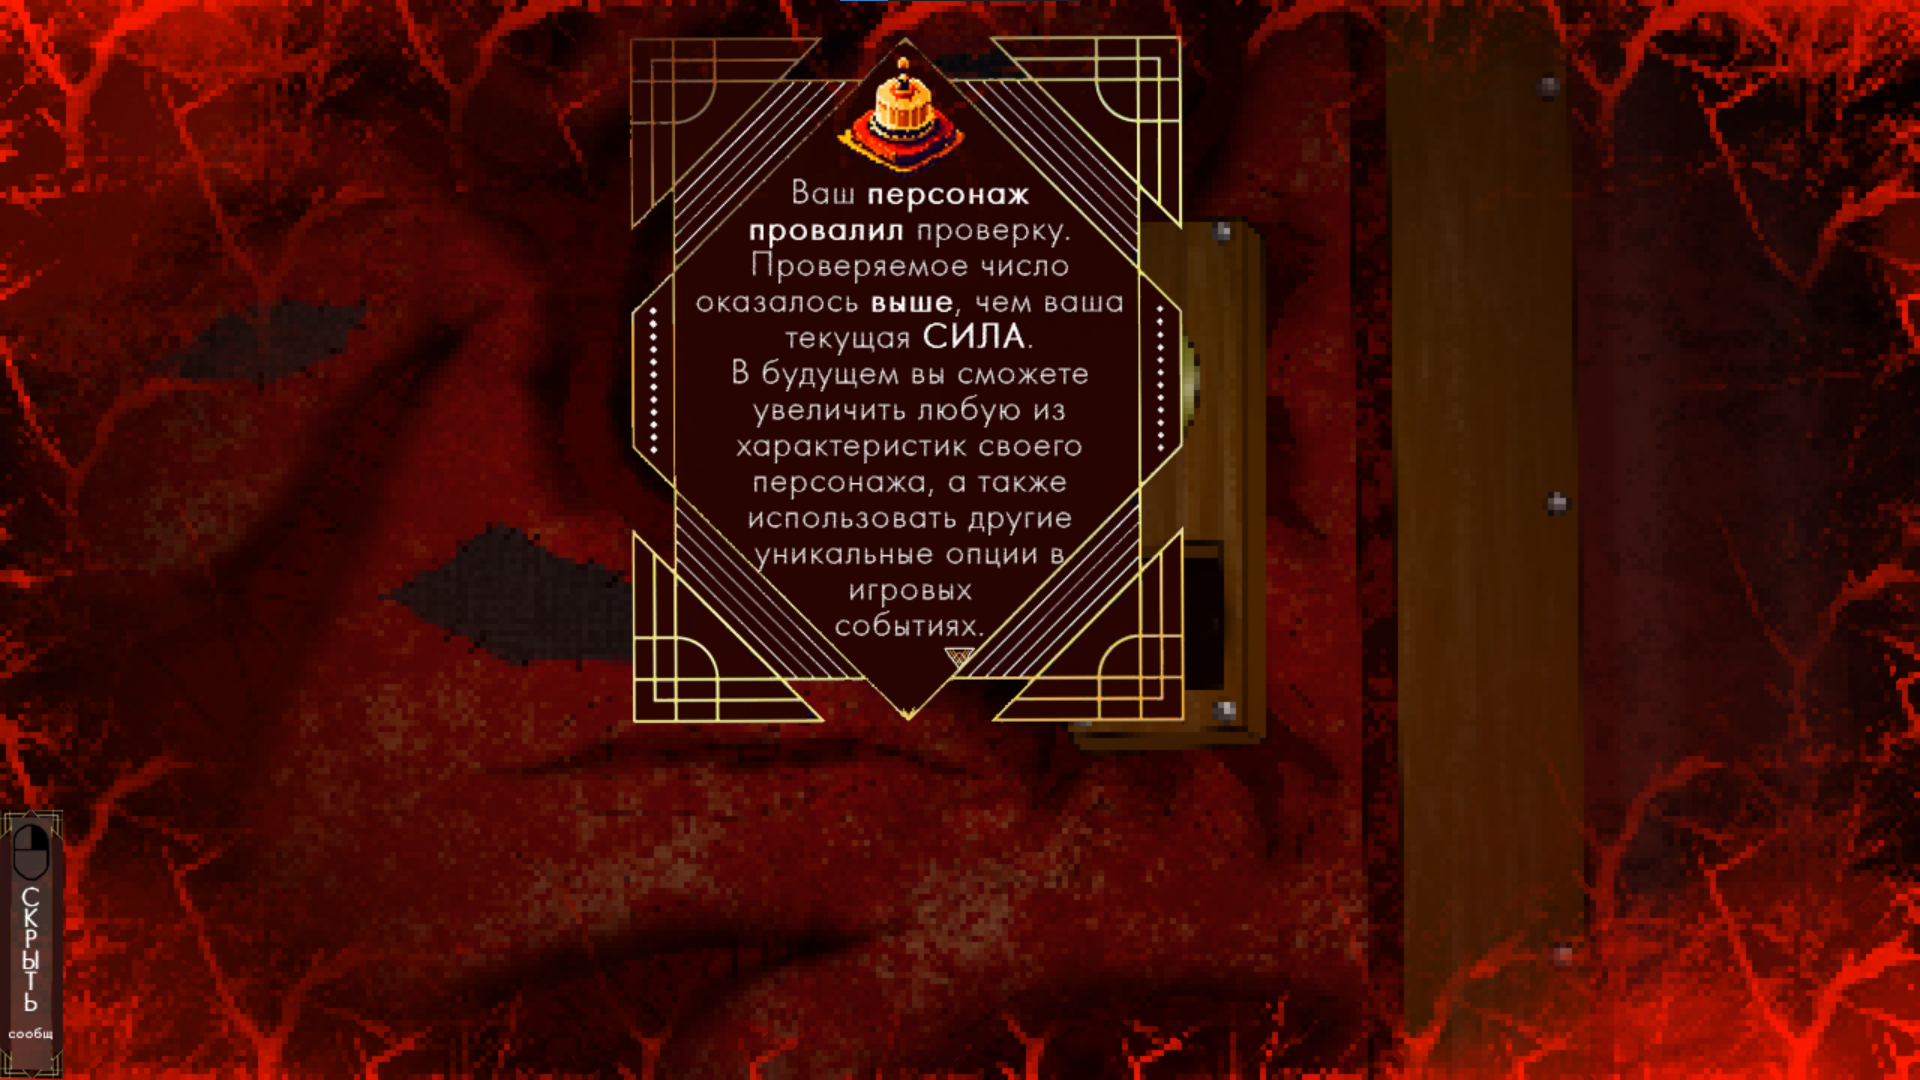 Ваш персонаж
провалил проверку.
Проверяемое число
оказалось выше, чем ваша
текущая СИЛА.
В будущем вы сможете
увеличить любую из
характеристик своего
персонажа, а также
использовать другие
уникальные опции в
игровых
событиях.
СКРЫТЬ
сообщ